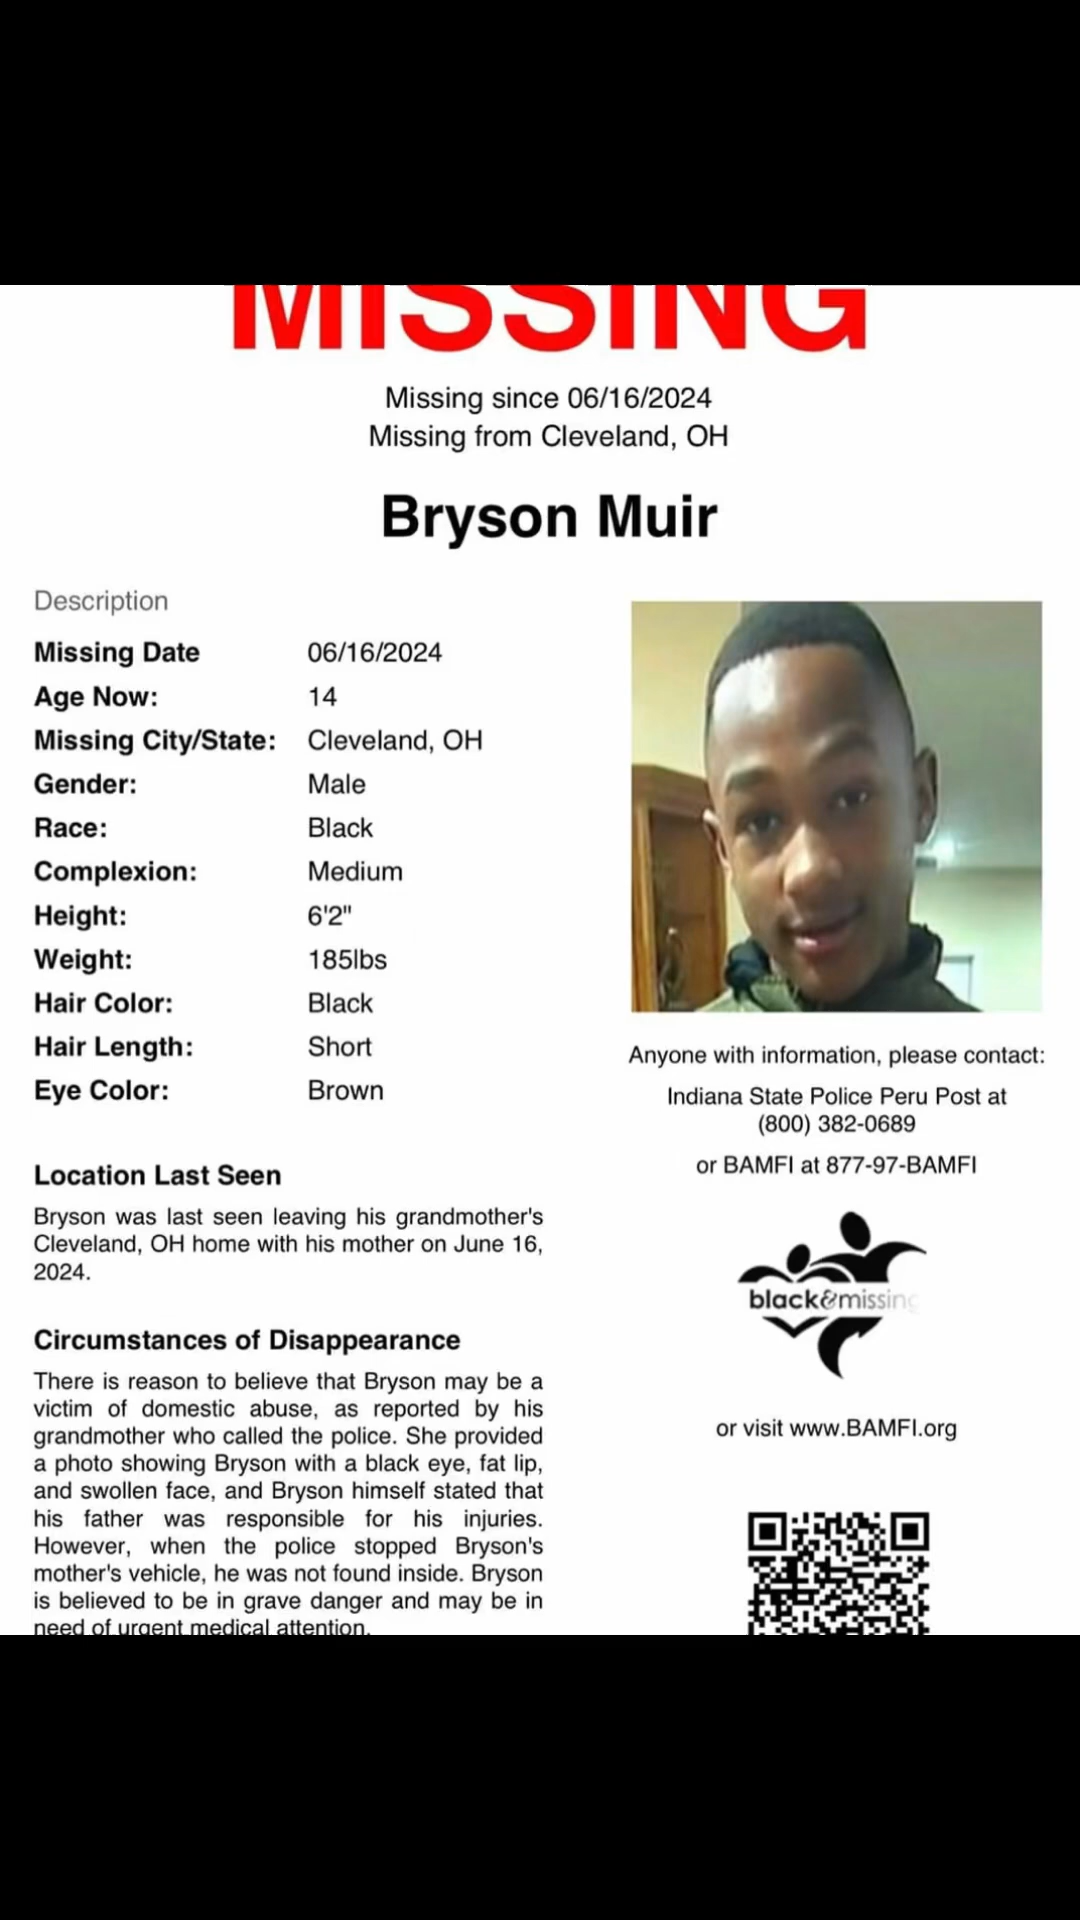 MISSING
Missing since 06/16/2024
Missing from Cleveland, OH
Bryson Muir
Description
Missing Date 06/16/2024
Age Now: 14
Missing City/State: Cleveland, OH
Gender: Male
Race: Black
Complexion: Medium
Height: 6'2"
Weight: 185lbs
Hair Color: Black
Hair Length: Short
Eye Color: Brown
Location Last Seen
Bryson was last seen leaving his grandmother's
Cleveland, OH home with his mother on June 16,
2024.
Circumstances of Disappearance
There is reason to believe that Bryson may be a
victim of domestic abuse, as reported by his
grandmother who called the police. She provided
a photo showing Bryson with a black eye, fat lip,
and swollen face, and Bryson himself stated that
his father was responsible for his injuries.
However, when the police stopped Bryson's
mother's vehicle, he was not found inside. Bryson
is believed to be in grave danger and may be in
need of urgent medical attention.
Anyone with information, please contact:
Indiana State Police Peru Post at
(800) 382-0689
or BAMFI at 877-97-BAMFI
black&missing
or visit www.BAMFI.org